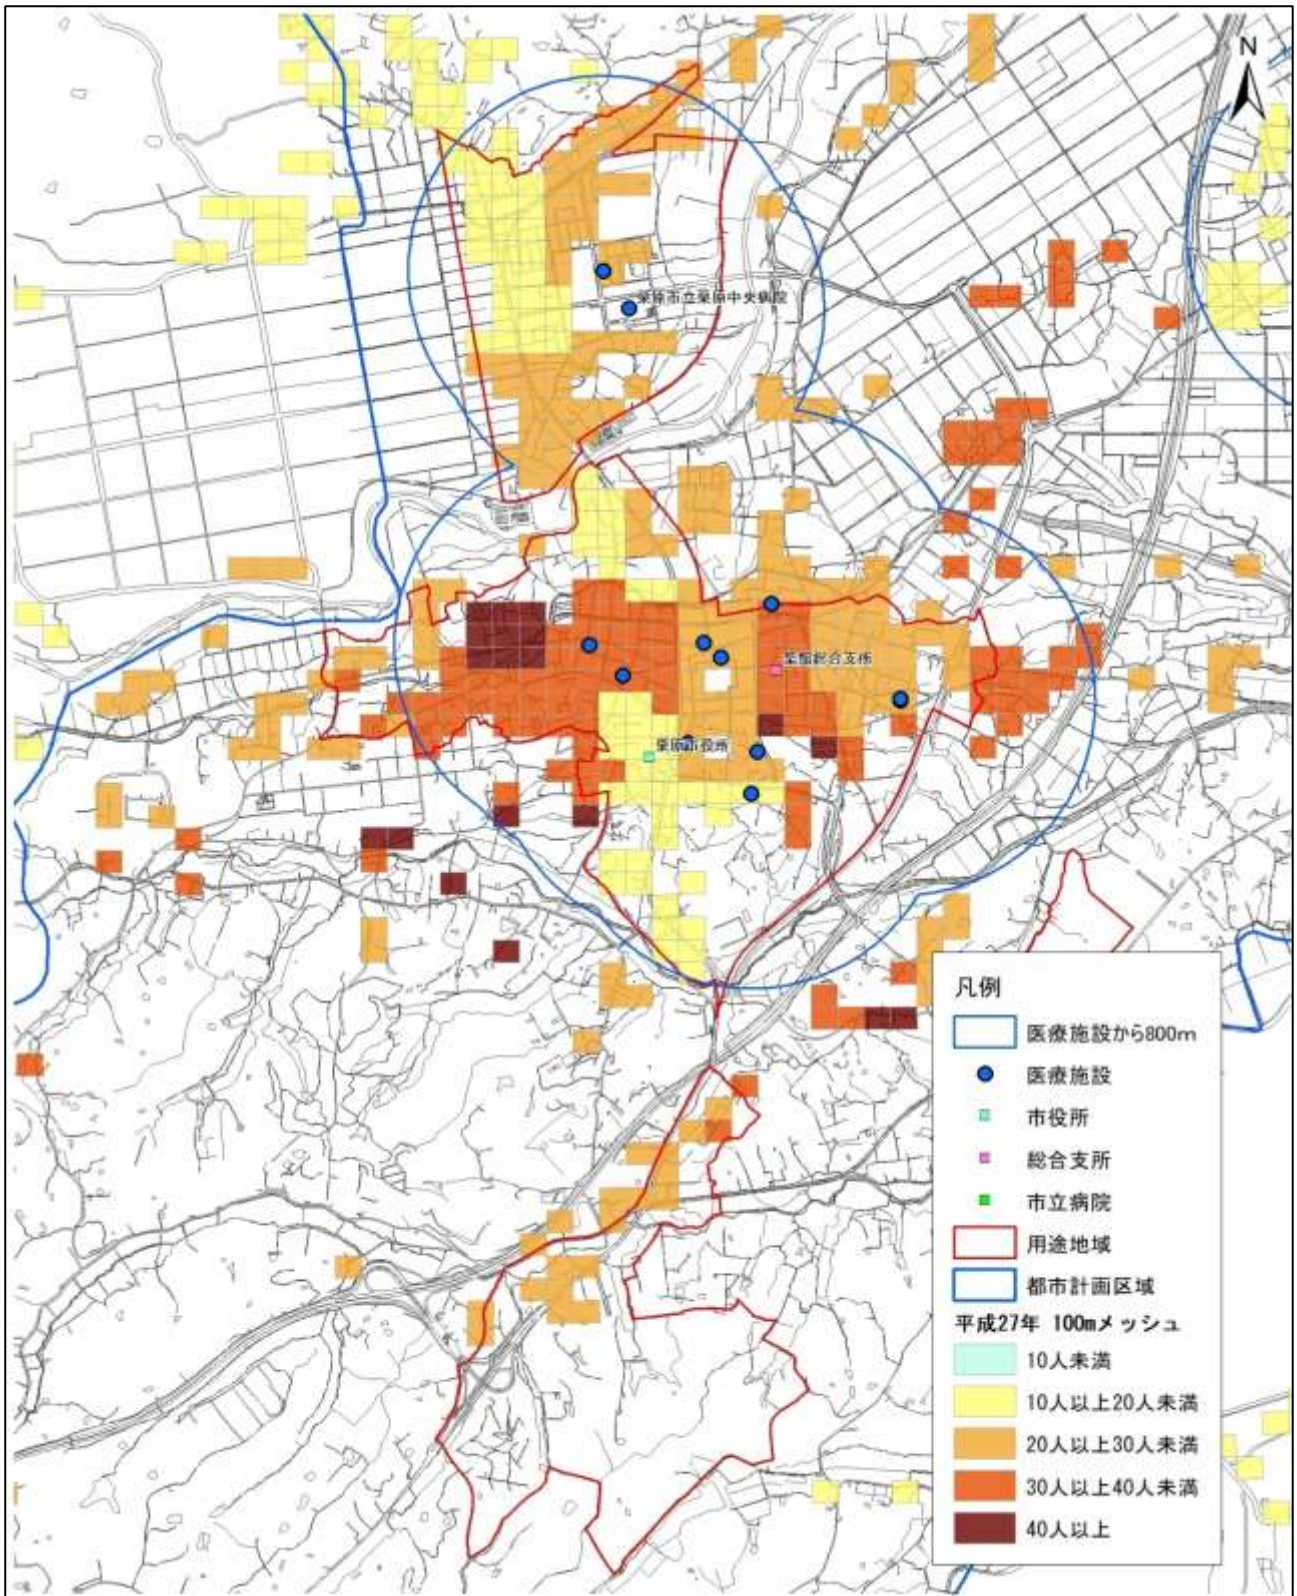 N
栗原市立栗原中央病院
築館総合支所
栗原市役所
凡例
医療施設から800m
医療施設
市役所
総合支所
市立病院
用途地域
都市計画区域
平成27年 100mメッシュ
10人未満
10人以上20人未満
20人以上30人未満
30人以上40人未満
40人以上